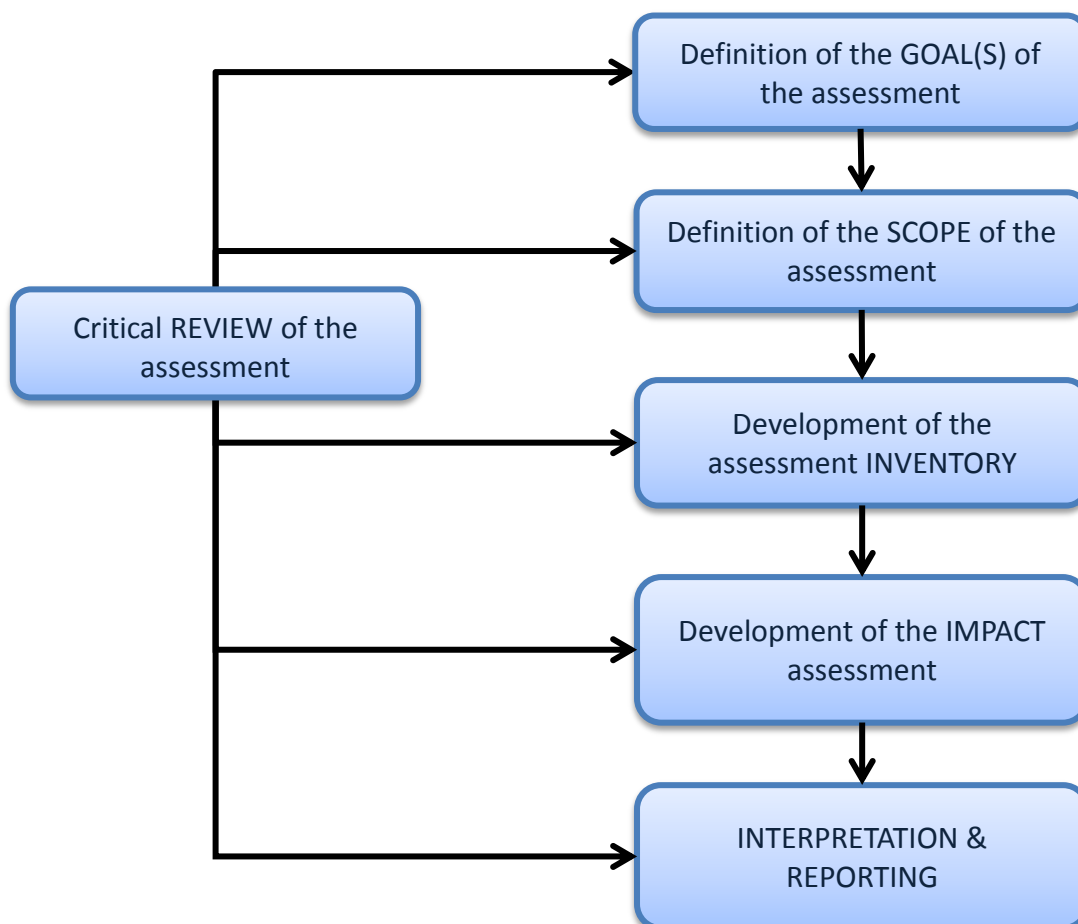 Definition of the GOAL(S) of
the assessment
Definition of the SCOPE of the
assessment
Critical REVIEW of the
assessment
Development of the
assessment INVENTORY
Development of the IMPACT
assessment
INTERPRETATION &
REPORTING